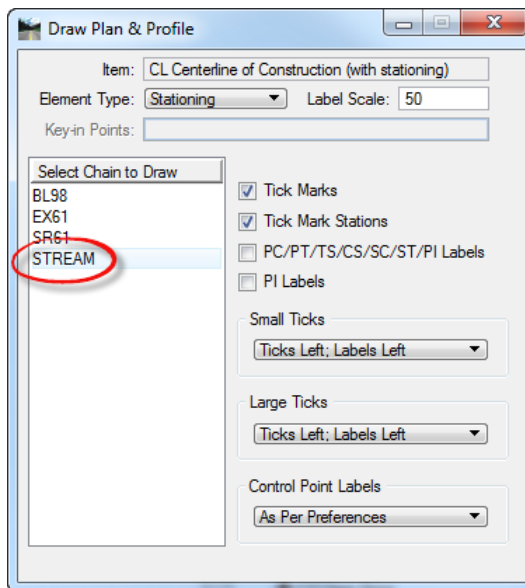 Draw Plan & Profile
Item: CL Centerline of Construction (with stationing)
Element Type: Stationing Label Scale: 50
Key-in Points:
Select Chain to Draw
BL98
EX61
SR61
STREAM
Tick Marks
Tick Mark Stations
PC/PT/TS/CS/SC/ST/PI Labels
PI Labels
Small Ticks
Ticks Left; Labels Left
Large Ticks
Ticks Left; Labels Left
Control Point Labels
As Per Preferences